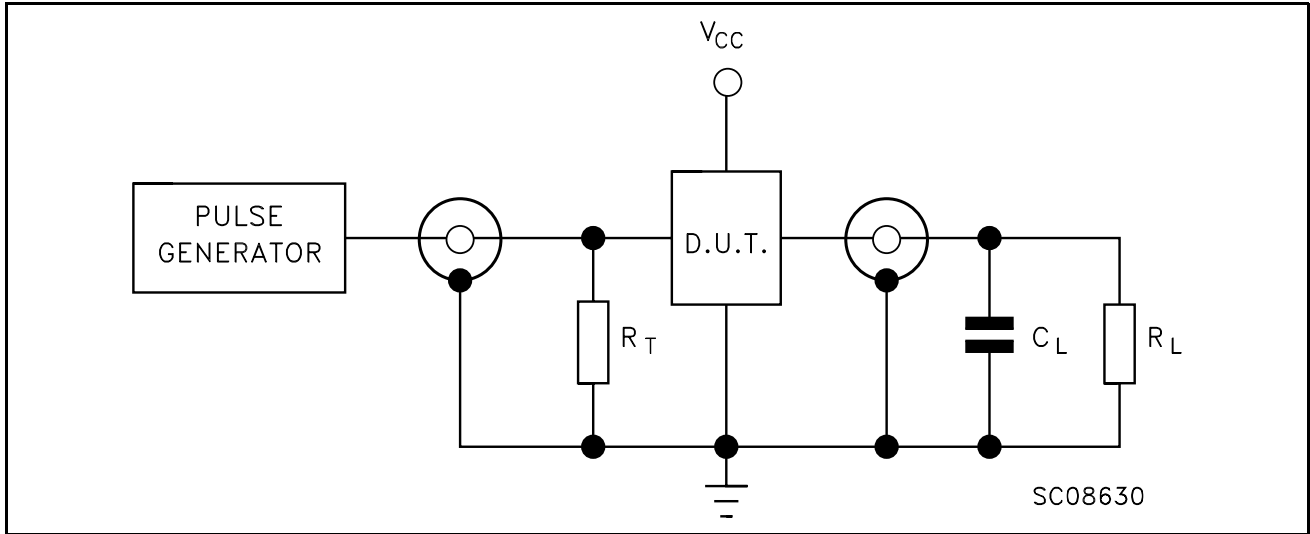 VCC
PULSE
GENERATOR
D.U.T.
RT
CL
RL
SC08630